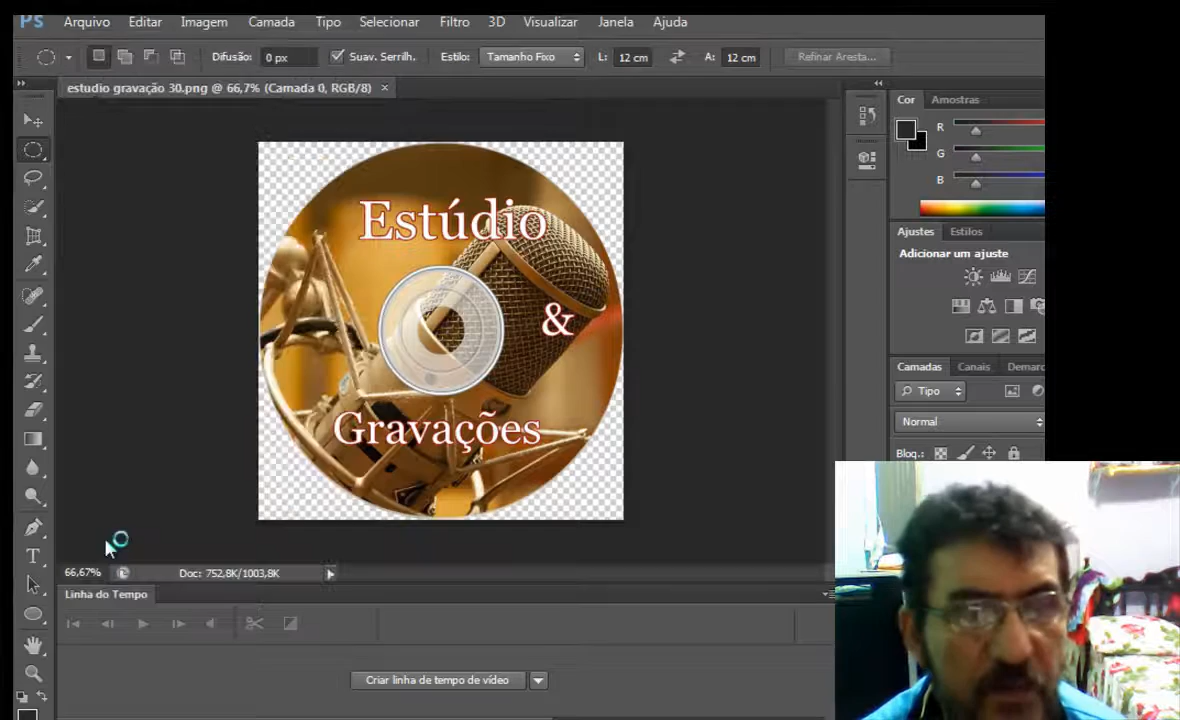 Ps Arquivo Editar Imagem Camada Tipo Selecionar Filtro 3D Visualizar Janela Ajuda
Difusão: 0 px Suav. Serrilh. Estilo: Tamanho Fixo L: 12 cm A: 12 cm Refinar Aresta...
estudio gravação 30.png @ 66,7% (Camada 0, RGB/8) ×
Cor Amostras
R
G
B
Estúdio
&
Gravações
Ajustes Estilos
Adicionar um ajuste
Camadas Canais Demarc
Tipo
Normal
Bloq.:
T
66,67% Doc: 752,8K/1003,8K
Linha do Tempo
Criar linha de tempo de vídeo